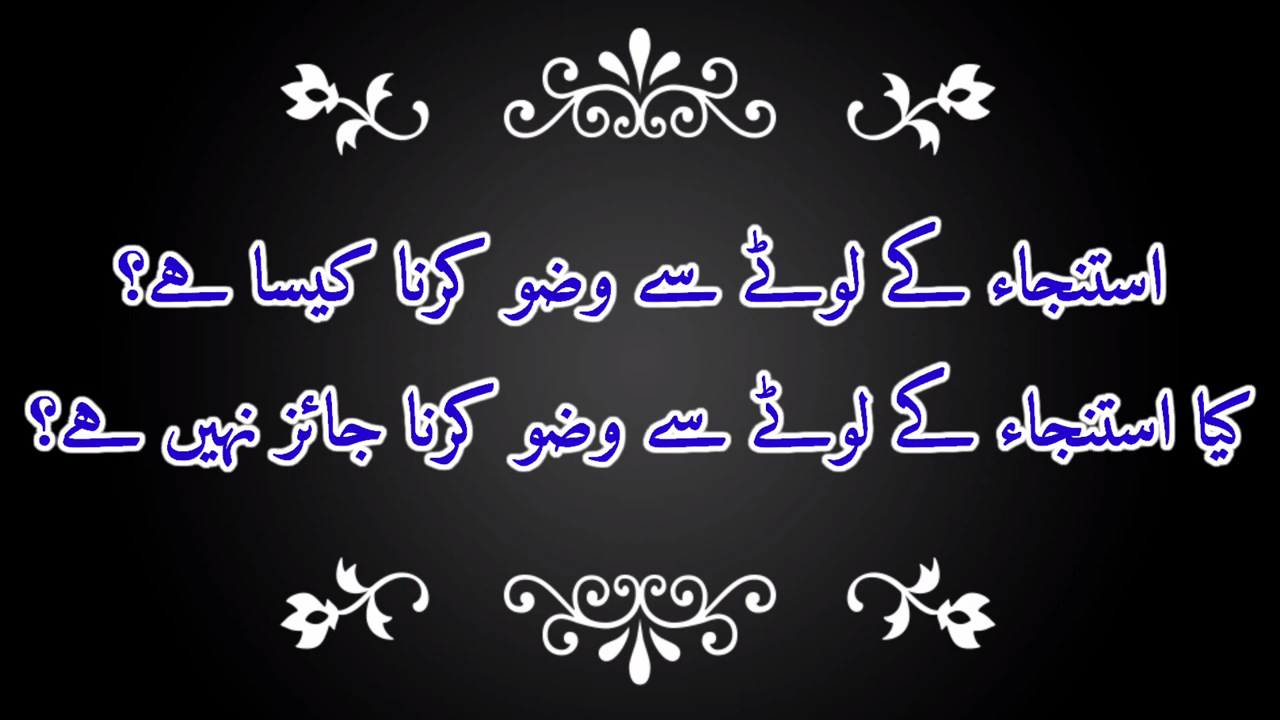 استنجاء کے لوٹے سے وضو کرنا کیسا ہے؟
کیا استنجاء کے لوٹے سے وضو کرنا جائز نہیں ہے؟